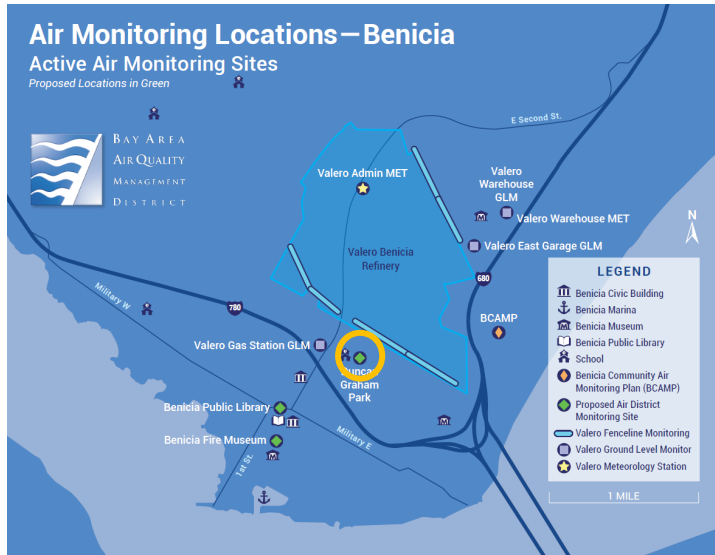 Air Monitoring Locations—Benicia
Active Air Monitoring Sites
Proposed Locations in Green
BAY AREA
AIR QUALITY
MANAGEMENT
DISTRICT
E Second St.
Valero Admin MET
Valero
Warehouse
GLM
Valero Warehouse MET
Valero East Garage GLM
Valero Benicia
Refinery
680
N
Military W
780
BCAMP
Valero Gas Station GLM
Duncan
Graham
Park
Benicia Public Library
Military E
Benicia Fire Museum
1st St.
LEGEND
Benicia Civic Building
Benicia Marina
Benicia Museum
Benicia Public Library
School
Benicia Community Air
Monitoring Plan (BCAMP)
Proposed Air District
Monitoring Site
Valero Fenceline Monitoring
Valero Ground Level Monitor
Valero Meteorology Station
1 MILE